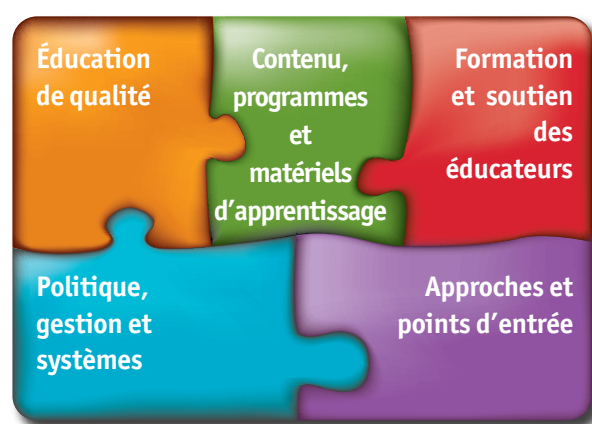 Éducation
de qualité
Contenu,
programmes
et
matériels
d'apprentissage
Formation
et soutien
des
éducateurs
Politique,
gestion et
systèmes
Approches et
points d'entrée